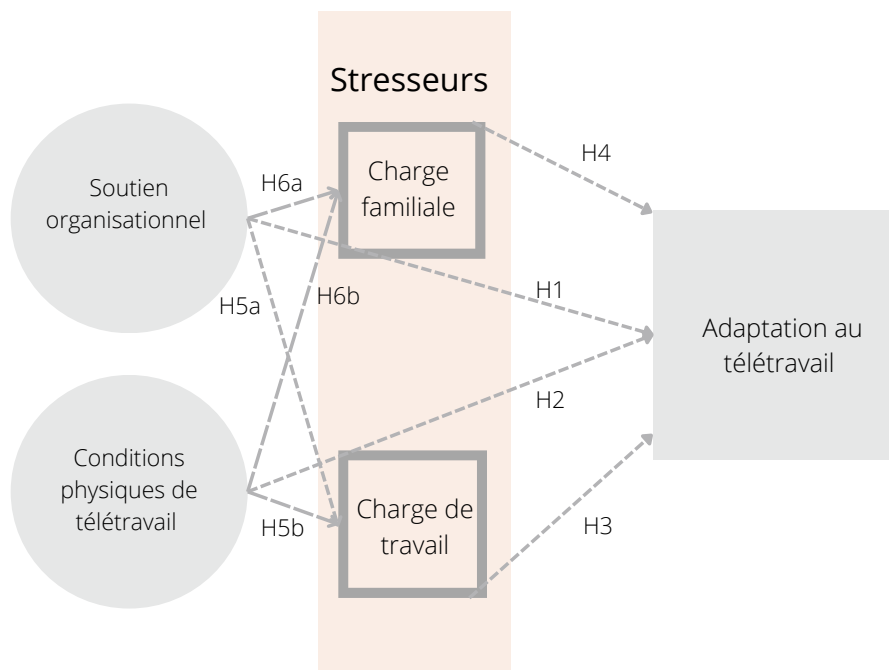 Stresseurs
Soutien
organisationnel
H6a
Charge
familiale
H4
H5a
H6b
H1
Adaptation au
télétravail
H2
Conditions
physiques de
télétravail
H5b
Charge de
travail
H3